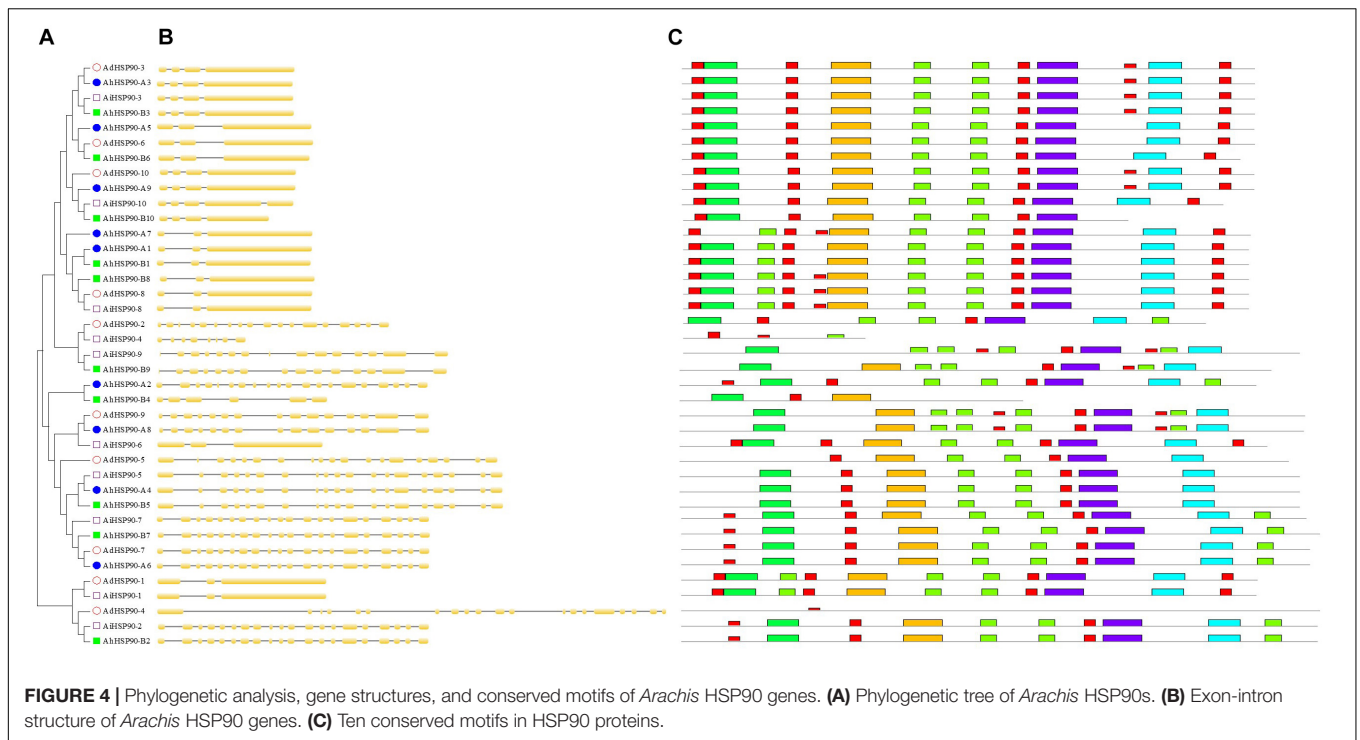 A
B
C
AdHSP90-3
AhHSP90-A3
AiHSP90-3
AhHSP90-B3
AhHSP90-A5
AdHSP90-6
AhHSP90-B6
AdHSP90-10
AhHSP90-A9
AiHSP90-10
AhHSP90-B10
AhHSP90-A7
AhHSP90-A1
AhHSP90-B1
AhHSP90-B8
AdHSP90-8
AiHSP90-8
AdHSP90-2
AiHSP90-4
AiHSP90-9
AhHSP90-B9
AhHSP90-A2
AhHSP90-B4
AdHSP90-9
AhHSP90-A8
AiHSP90-6
AdHSP90-5
AiHSP90-5
AhHSP90-A4
AhHSP90-B5
AiHSP90-7
AhHSP90-B7
AdHSP90-7
AhHSP90-A6
AdHSP90-1
AiHSP90-1
AdHSP90-4
AiHSP90-2
AhHSP90-B2
FIGURE 4 | Phylogenetic analysis, gene structures, and conserved motifs of Arachis HSP90 genes. (A) Phylogenetic tree of Arachis HSP90s. (B) Exon-intron
structure of Arachis HSP90 genes. (C) Ten conserved motifs in HSP90 proteins.